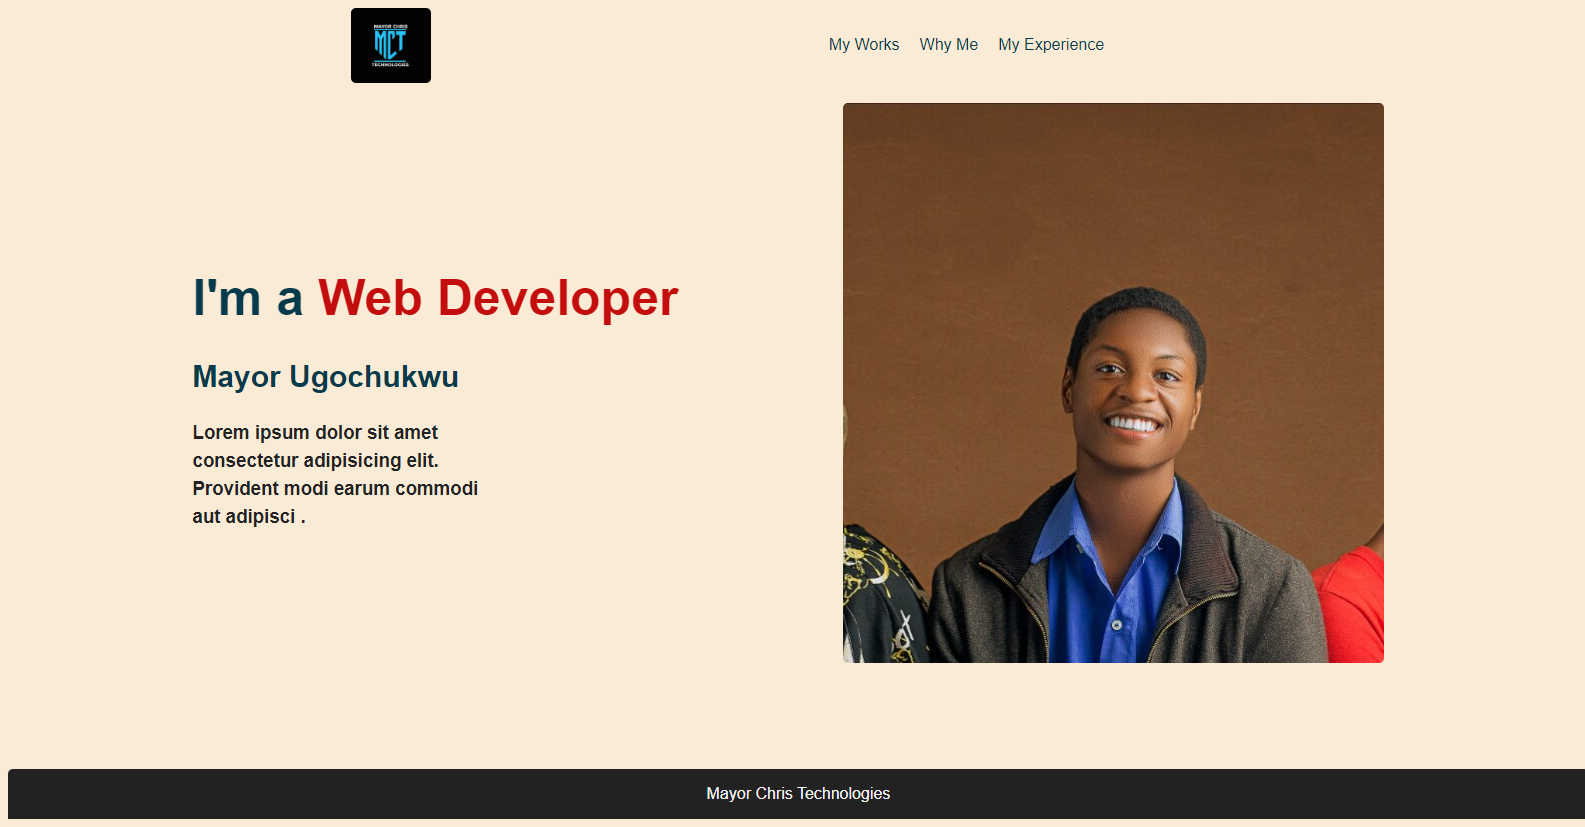 MAYOR CHRIS
MCT
TECHNOLOGIES
My Works Why Me My Experience
I'm a Web Developer
Mayor Ugochukwu
Lorem ipsum dolor sit amet
consectetur adipisicing elit.
Provident modi earum commodi
aut adipisci .
Mayor Chris Technologies